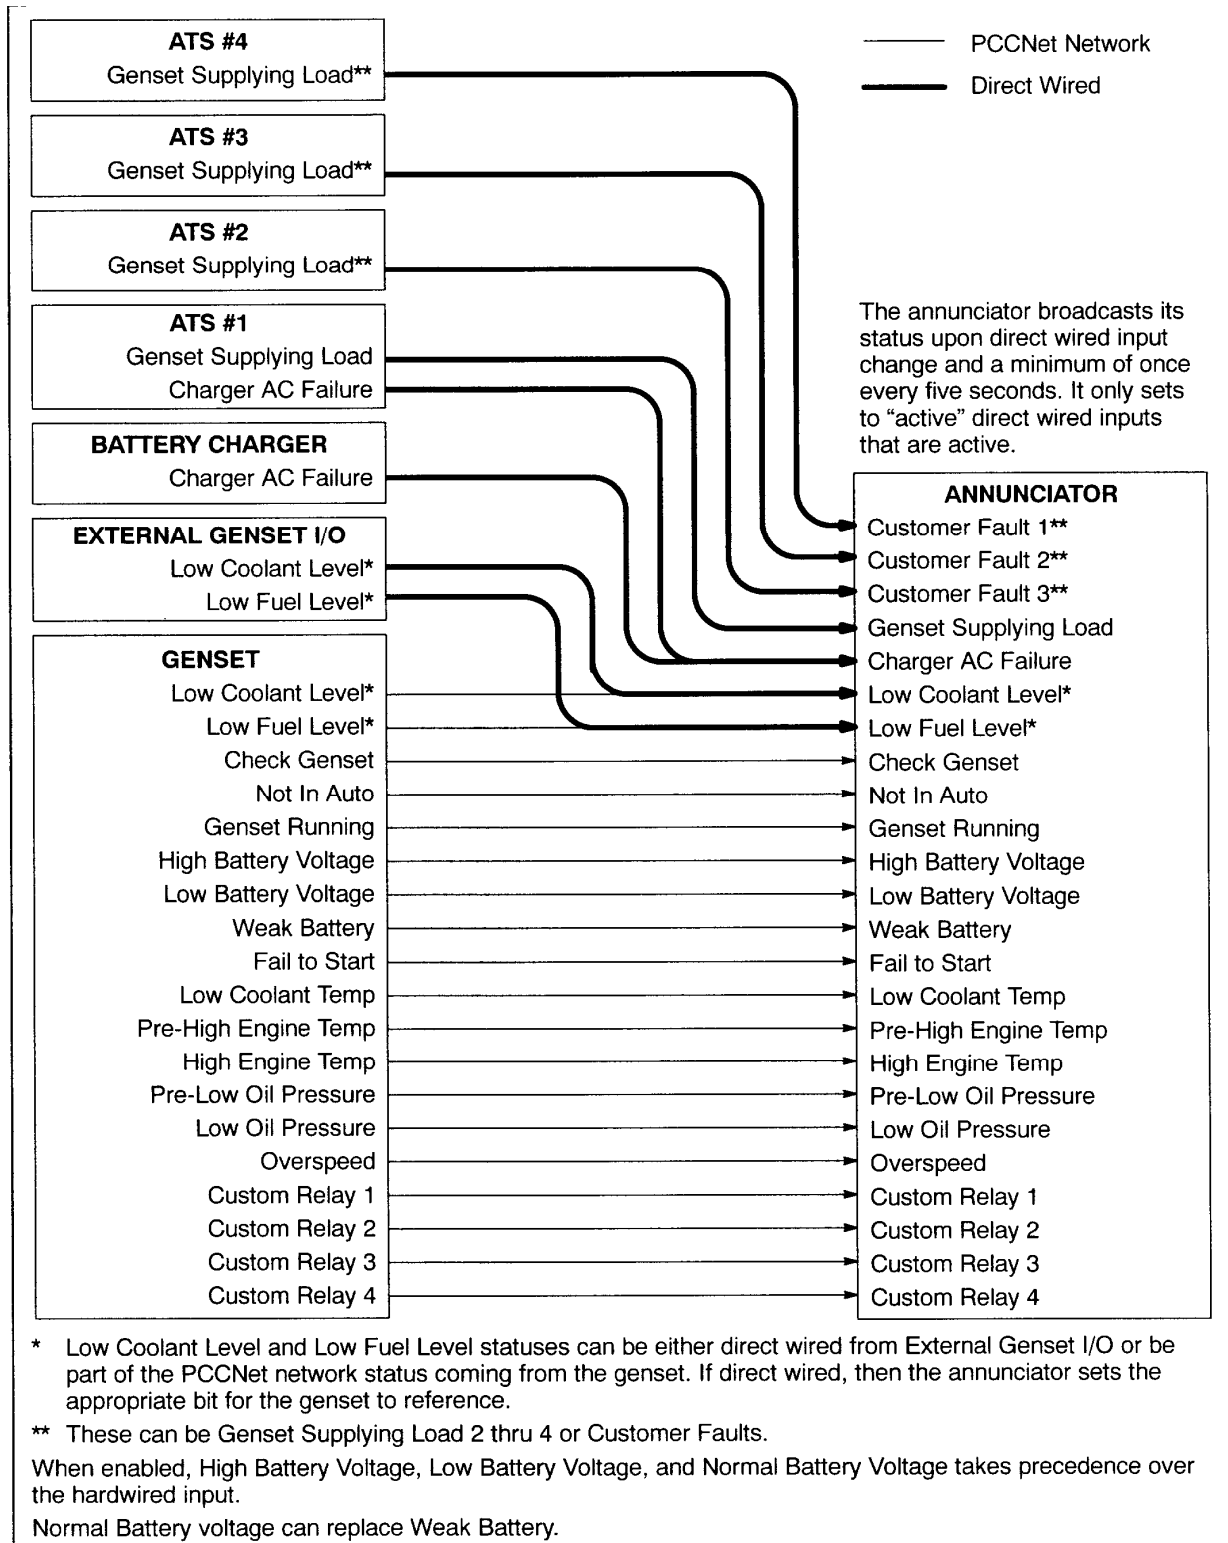 ATS #4
Genset Supplying Load**
PCCNet Network
Direct Wired
ATS #3
Genset Supplying Load**
ATS #2
Genset Supplying Load**
ATS #1
Genset Supplying Load
Charger AC Failure
The annunciator broadcasts its
status upon direct wired input
change and a minimum of once
every five seconds. It only sets
to “active” direct wired inputs
that are active.
BATTERY CHARGER
Charger AC Failure
EXTERNAL GENSET I/O
Low Coolant Level*
Low Fuel Level*
GENSET
Low Coolant Level*
Low Fuel Level*
Check Genset
Not In Auto
Genset Running
High Battery Voltage
Low Battery Voltage
Weak Battery
Fail to Start
Low Coolant Temp
Pre-High Engine Temp
High Engine Temp
Pre-Low Oil Pressure
Low Oil Pressure
Overspeed
Custom Relay 1
Custom Relay 2
Custom Relay 3
Custom Relay 4
ANNUNCIATOR
Customer Fault 1**
Customer Fault 2**
Customer Fault 3**
Genset Supplying Load
Charger AC Failure
Low Coolant Level*
Low Fuel Level*
Check Genset
Not In Auto
Genset Running
High Battery Voltage
Low Battery Voltage
Weak Battery
Fail to Start
Low Coolant Temp
Pre-High Engine Temp
High Engine Temp
Pre-Low Oil Pressure
Low Oil Pressure
Overspeed
Custom Relay 1
Custom Relay 2
Custom Relay 3
Custom Relay 4
* Low Coolant Level and Low Fuel Level statuses can be either direct wired from External Genset I/O or be
part of the PCCNet network status coming from the genset. If direct wired, then the annunciator sets the
appropriate bit for the genset to reference.
** These can be Genset Supplying Load 2 thru 4 or Customer Faults.
When enabled, High Battery Voltage, Low Battery Voltage, and Normal Battery Voltage takes precedence over
the hardwired input.
Normal Battery voltage can replace Weak Battery.